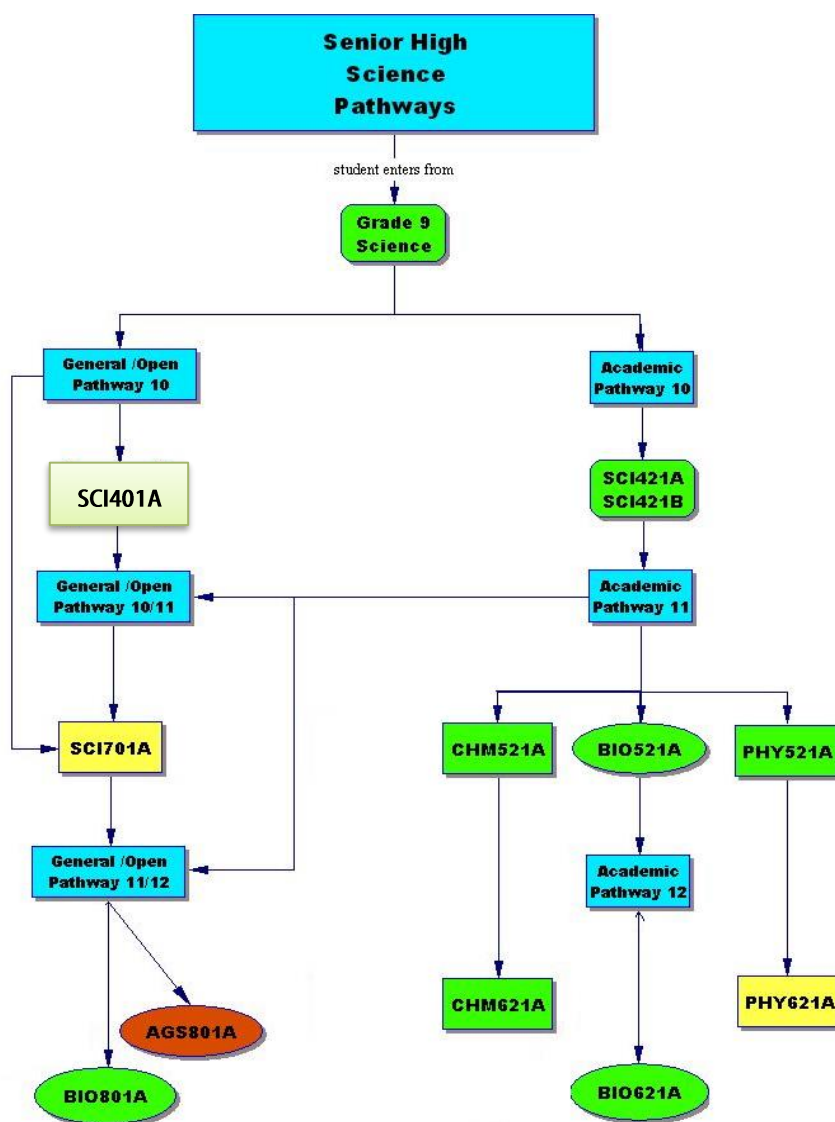 Senior High
Science
Pathways
student enters from
Grade 9
Science
General /Open
Pathway 10
Academic
Pathway 10
SCI401A
SCI421A
SCI421B
General /Open
Pathway 10/11
Academic
Pathway 11
SCI701A
CHM521A
BIO521A
PHY521A
General /Open
Pathway 11/12
Academic
Pathway 12
CHM621A
PHY621A
AGS801A
BIO801A
BIO621A